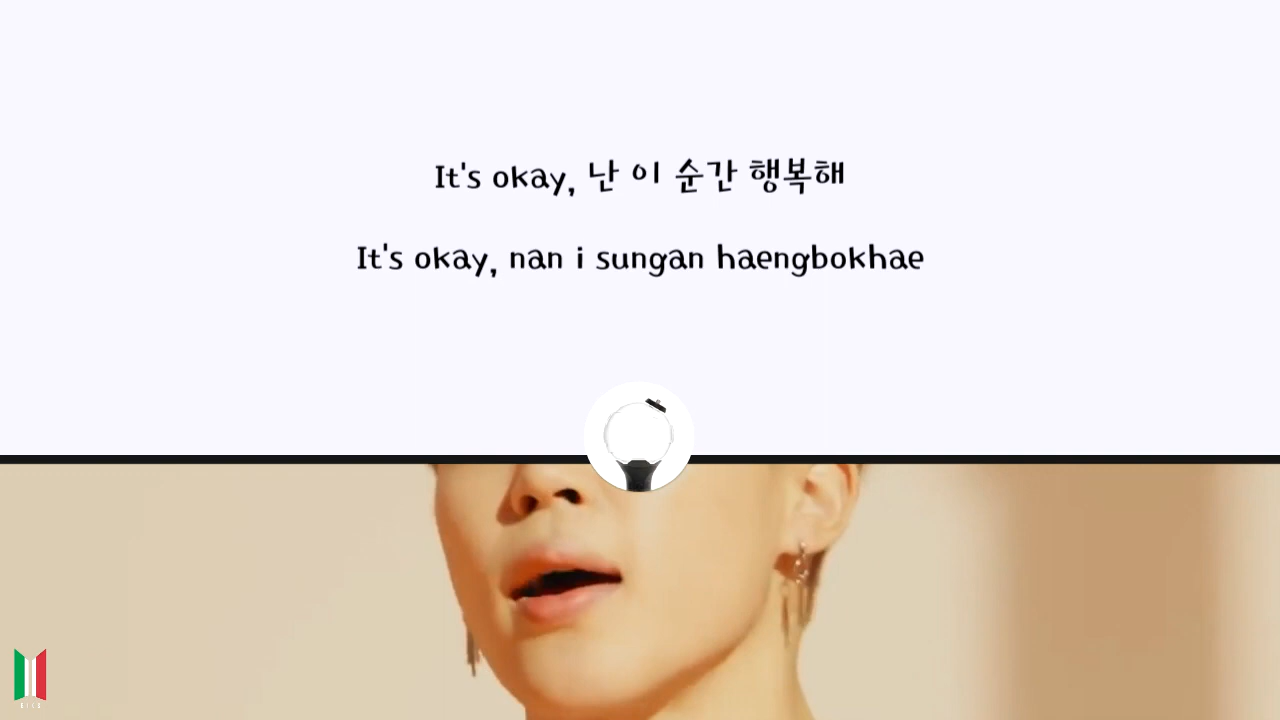 It's okay, 난 이 순간 행복해
It's okay, nan i sungan haengbokhae